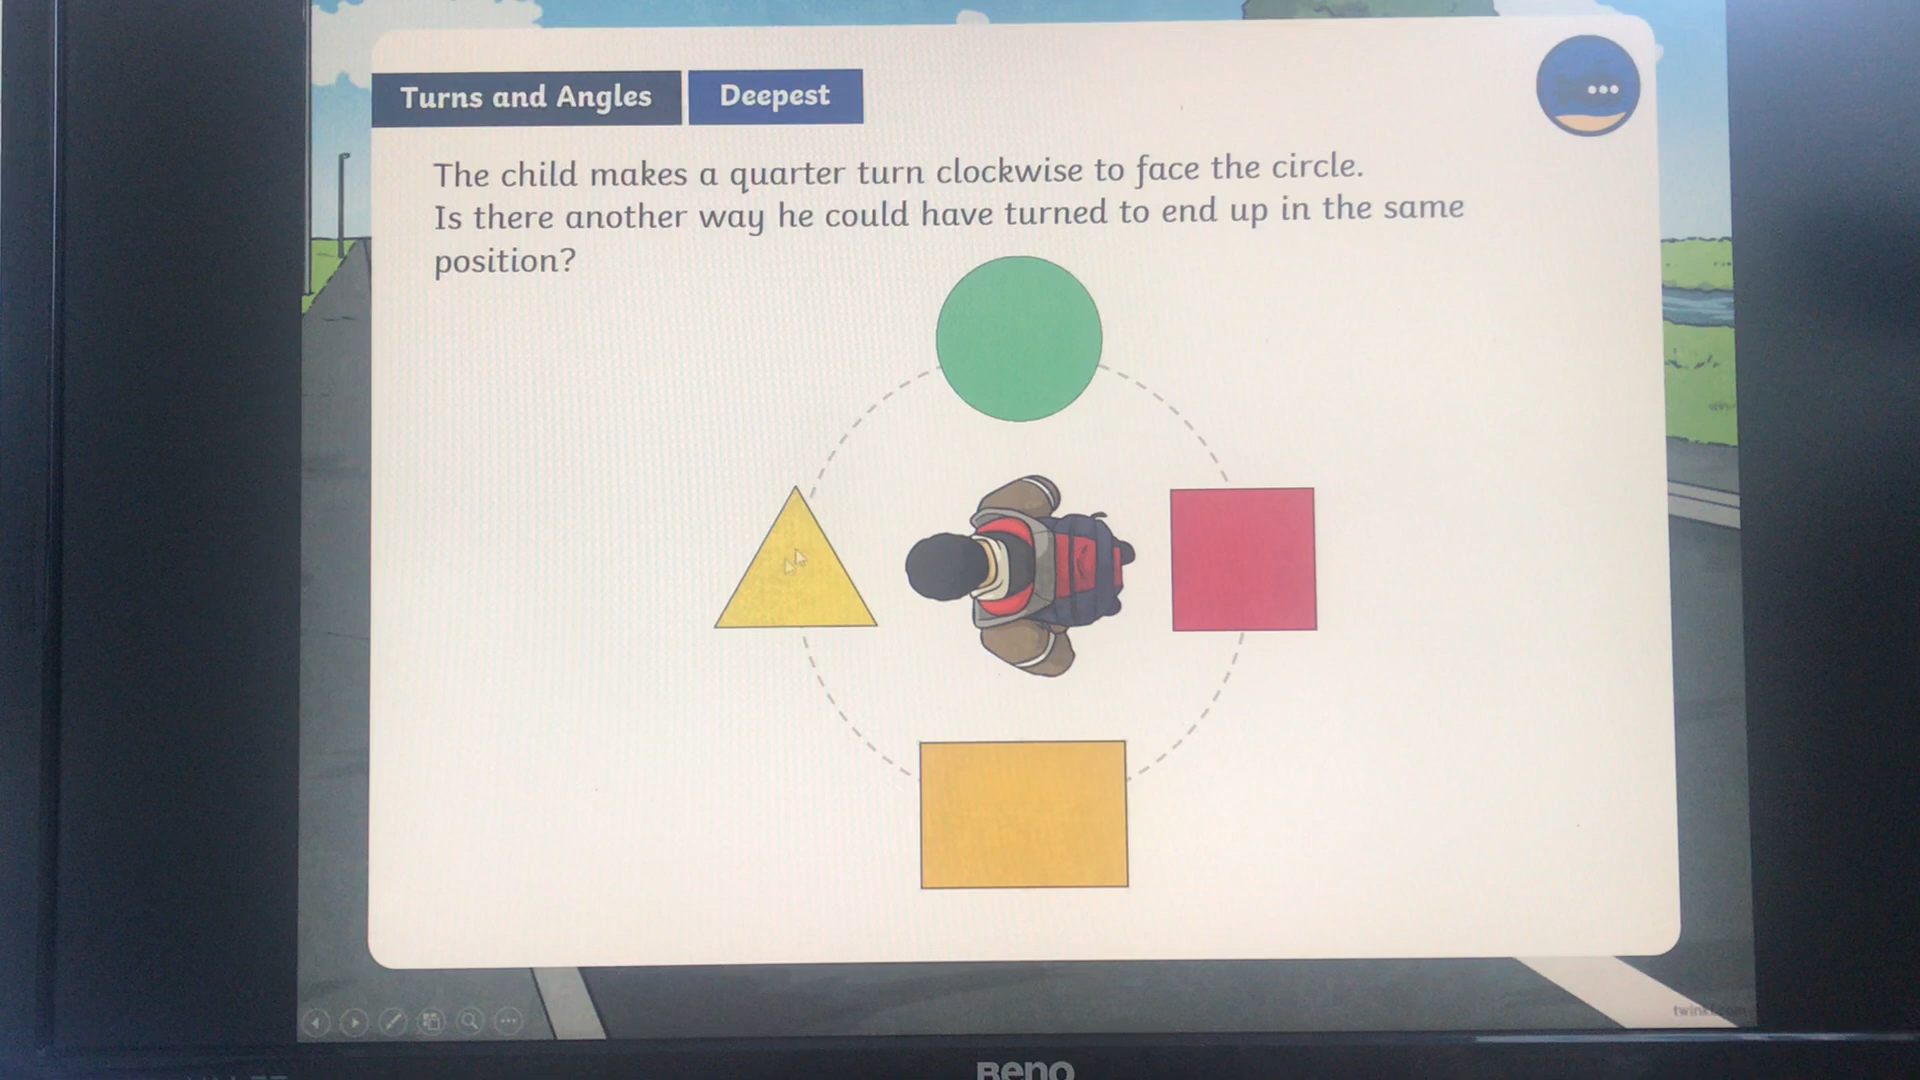 Turns and Angles
Deepest
The child makes a quarter turn clockwise to face the circle.
Is there another way he could have turned to end up in the same
position?
BenQ